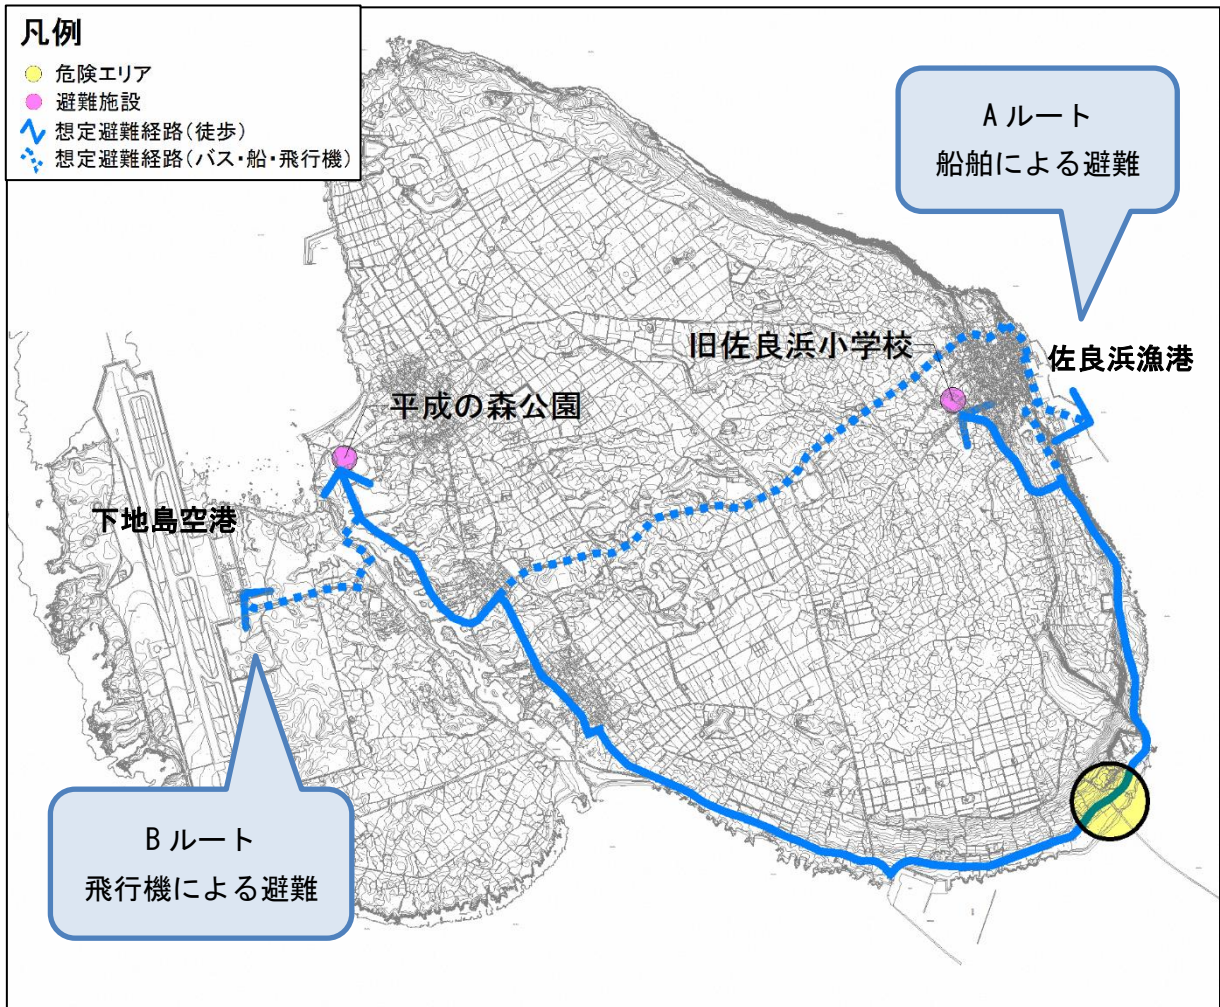 凡例
危険エリア
避難施設
想定避難経路(徒歩)
想定避難経路(バス・船・飛行機)
Aルート
船舶による避難
旧佐良浜小学校
佐良浜漁港
平成の森公園
下地島空港
Bルート
飛行機による避難